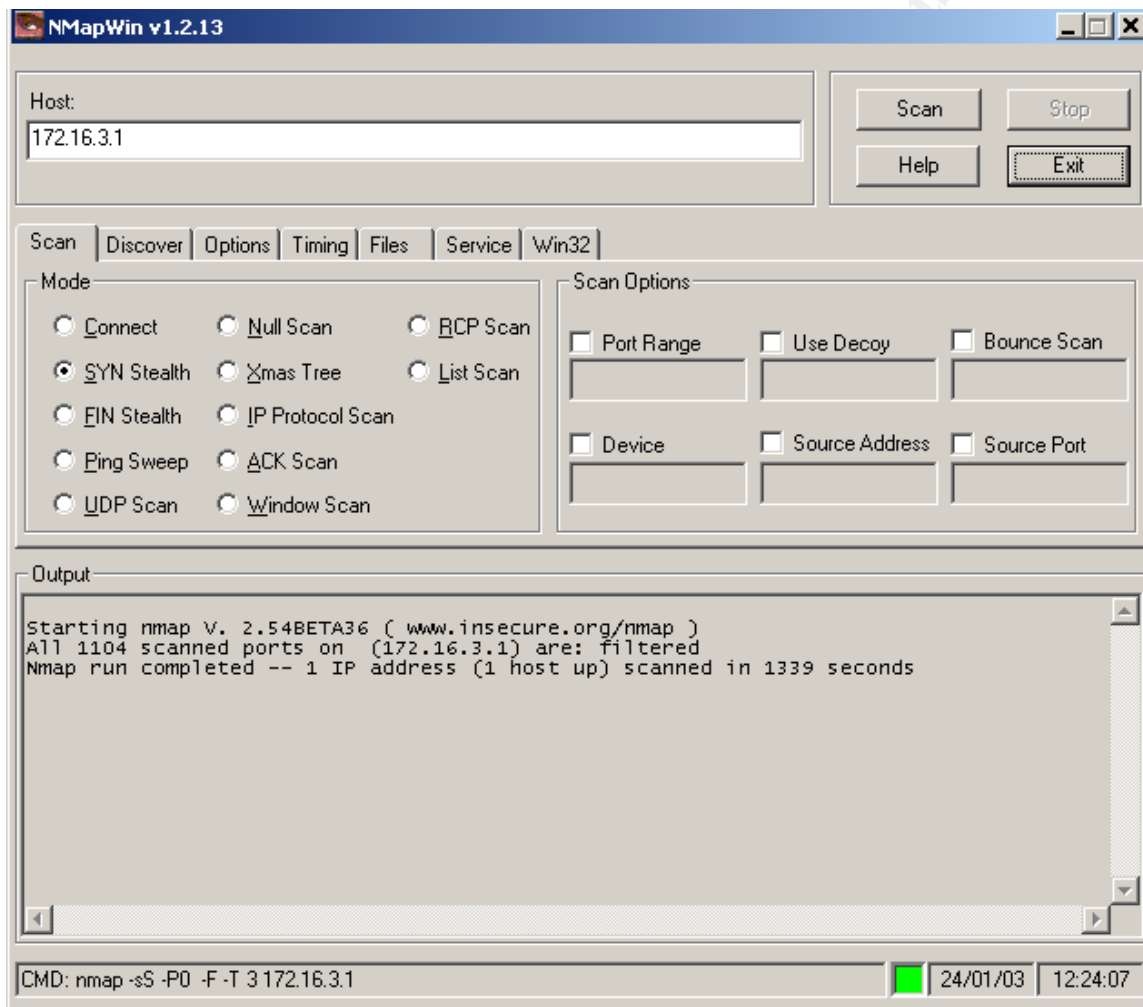 NMapWin v1.2.13
Host:
172.16.3.1
Scan
Stop
Help
Exit
Scan
Discover
Options
Timing
Files
Service
Win32
Mode
Connect
Null Scan
RCP Scan
SYN Stealth
Xmas Tree
List Scan
FIN Stealth
IP Protocol Scan
Ping Sweep
ACK Scan
UDP Scan
Window Scan
Scan Options
Port Range
Use Decoy
Bounce Scan
Device
Source Address
Source Port
Output
Starting nmap V. 2.54BETA36 ( www.insecure.org/nmap )
All 1104 scanned ports on  (172.16.3.1) are: filtered
Nmap run completed -- 1 IP address (1 host up) scanned in 1339 seconds
CMD: nmap -sS -P0 -F -T 3 172.16.3.1
24/01/03
12:24:07